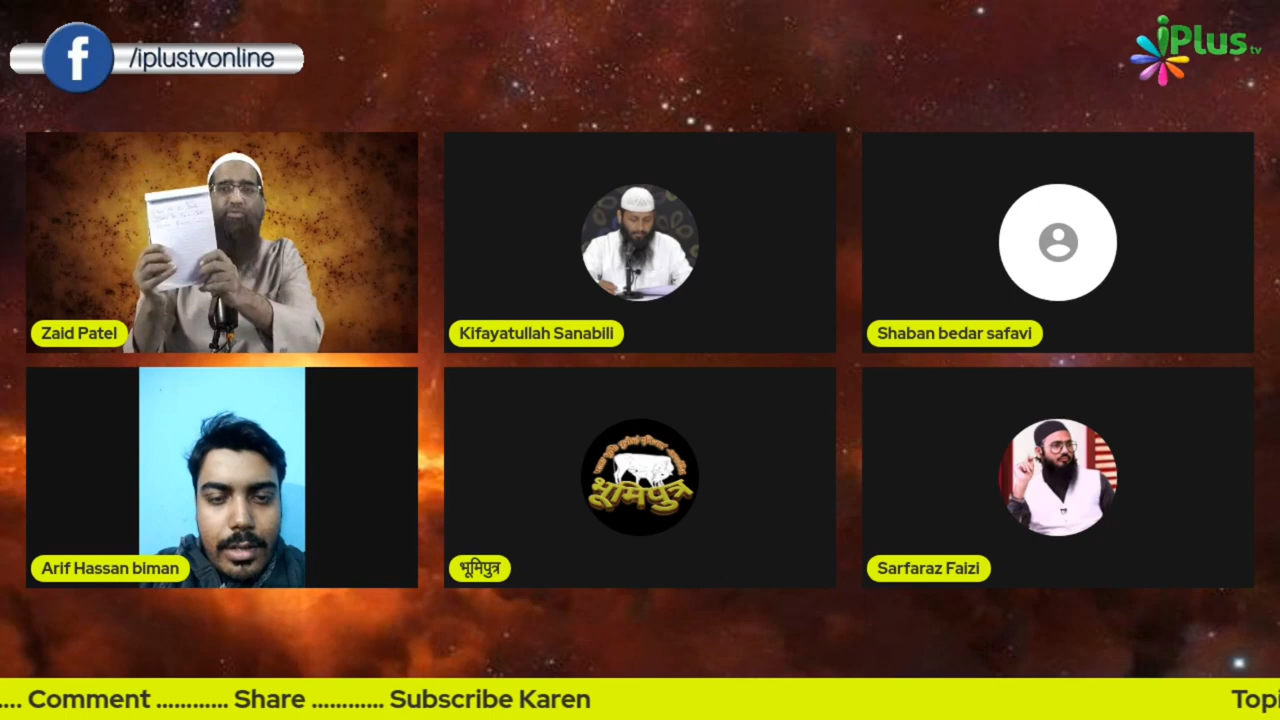 /iplustvonline
iPlus tv
Zaid Patel
Kifayatullah Sanabili
Shaban bedar safavi
भूमिपुत्र
Arif Hassan biman
भूमिपुत्र
Sarfaraz Faizi
.... Comment ............ Share ............ Subscribe Karen
Topi